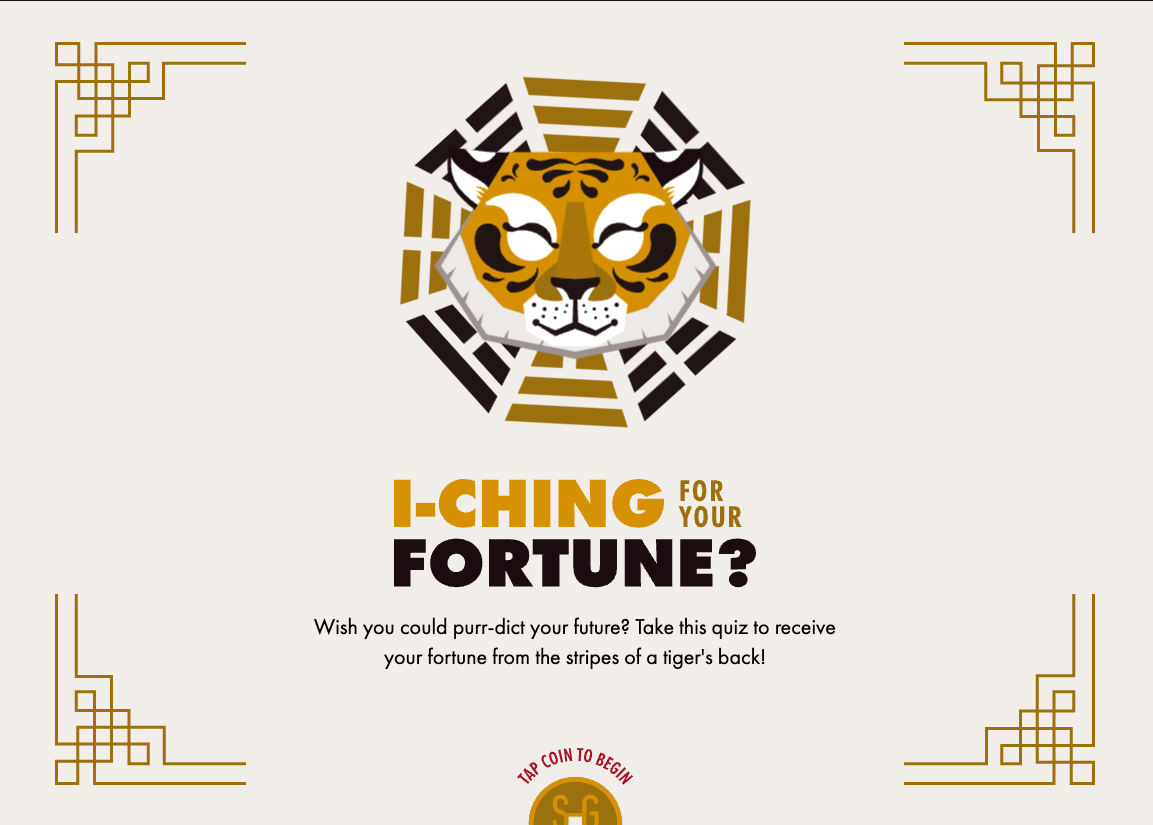 I-CHING FOR YOUR
FORTUNE?
Wish you could purr-dict your future? Take this quiz to receive
your fortune from the stripes of a tiger's back!
TAP COIN TO BEGIN
S G